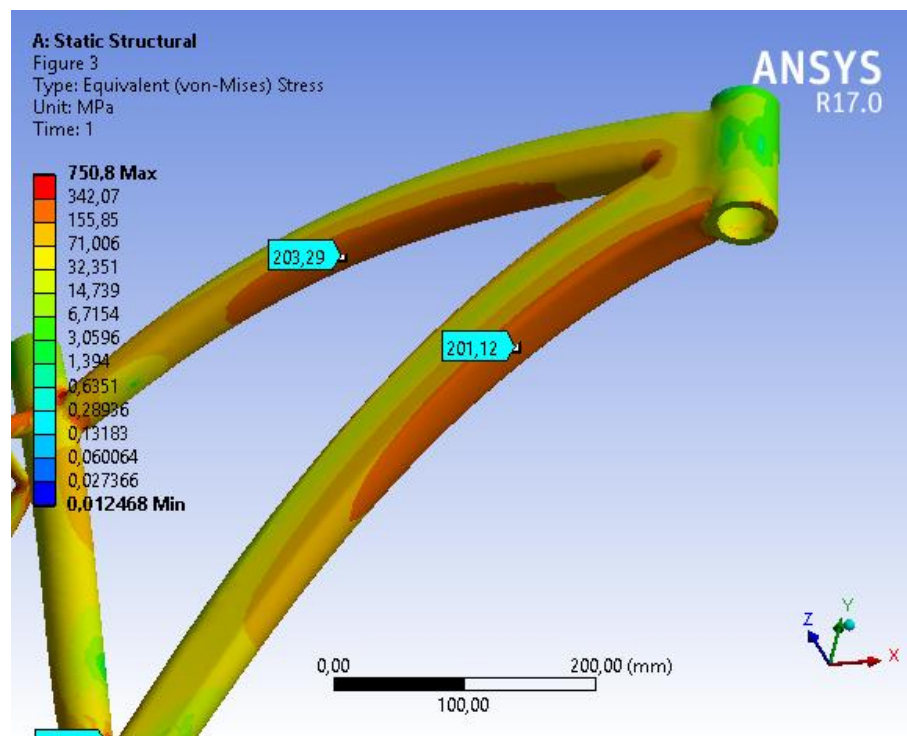 A: Static Structural
Figure 3
Type: Equivalent (von-Mises) Stress
Unit: MPa
Time: 1
ANSYS
R17.0
750,8 Max
342,07
155,85
71,006
32,351
14,739
6,7154
3,0596
1,394
0,6351
0,28936
0,13183
0,060064
0,027366
0,012468 Min
203,29
201,12
0,00
200,00 (mm)
100,00
Y
Z
X